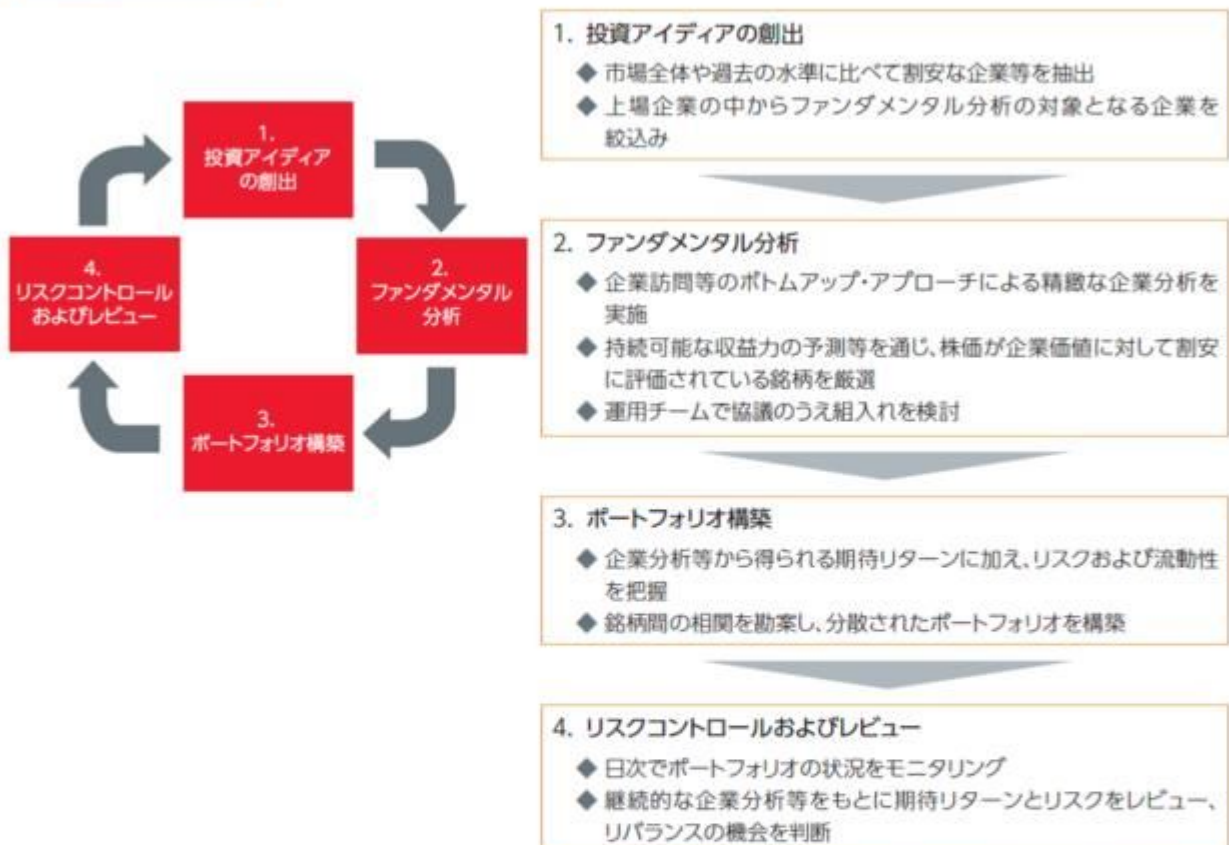 1.
投資アイディア
の創出
2.
ファンダメンタル
分析
3.
ポートフォリオ構築
4.
リスクコントロール
およびレビュー
1. 投資アイディアの創出
◆ 市場全体や過去の水準に比べて割安な企業等を抽出
◆ 上場企業の中からファンダメンタル分析の対象となる企業を
絞込み
2. ファンダメンタル分析
◆ 企業訪問等のボトムアップ・アプローチによる精緻な企業分析を
実施
◆ 持続可能な収益力の予測等を通じ、株価が企業価値に対して割安
に評価されている銘柄を厳選
◆ 運用チームで協議のうえ組入れを検討
3. ポートフォリオ構築
◆ 企業分析等から得られる期待リターンに加え、リスクおよび流動性
を把握
◆ 銘柄間の相関を勘案し、分散されたポートフォリオを構築
4. リスクコントロールおよびレビュー
◆ 日次でポートフォリオの状況をモニタリング
◆ 継続的な企業分析等をもとに期待リターンとリスクをレビュー、
リバランスの機会を判断